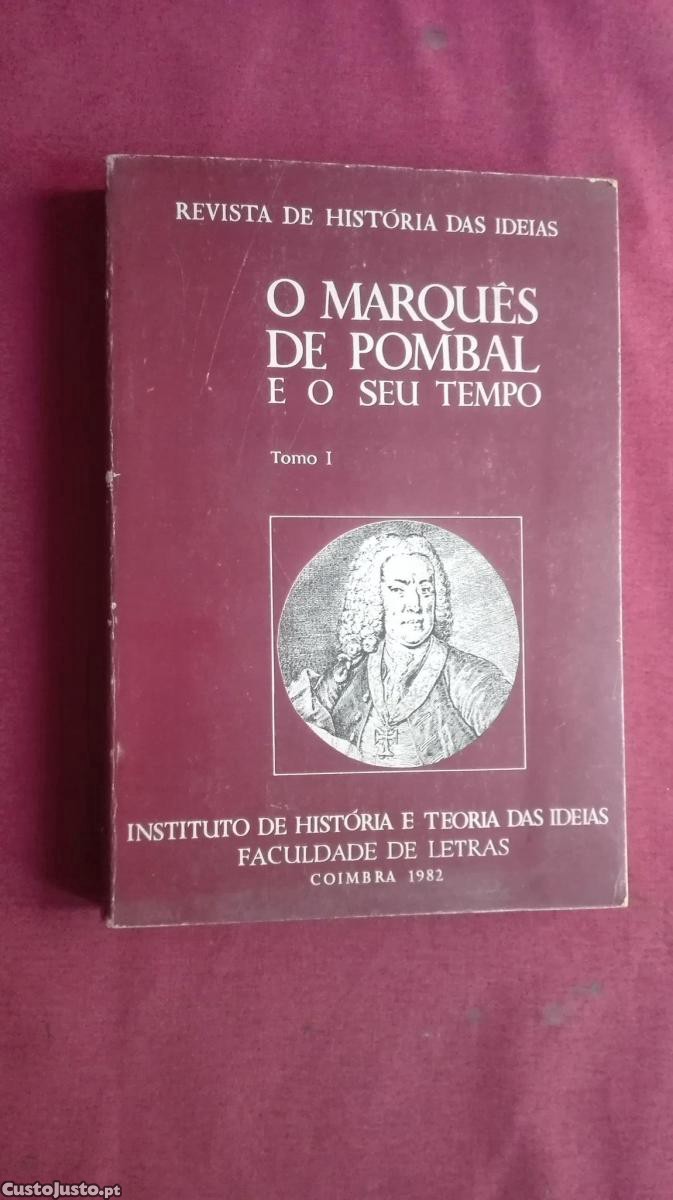 REVISTA DE HISTÓRIA DAS IDEIAS
O MARQUÊS
DE POMBAL
E O SEU TEMPO
Tomo I
INSTITUTO DE HISTÓRIA E TEORIA DAS IDEIAS
FACULDADE DE LETRAS
COIMBRA 1982
CustoJusto.pt